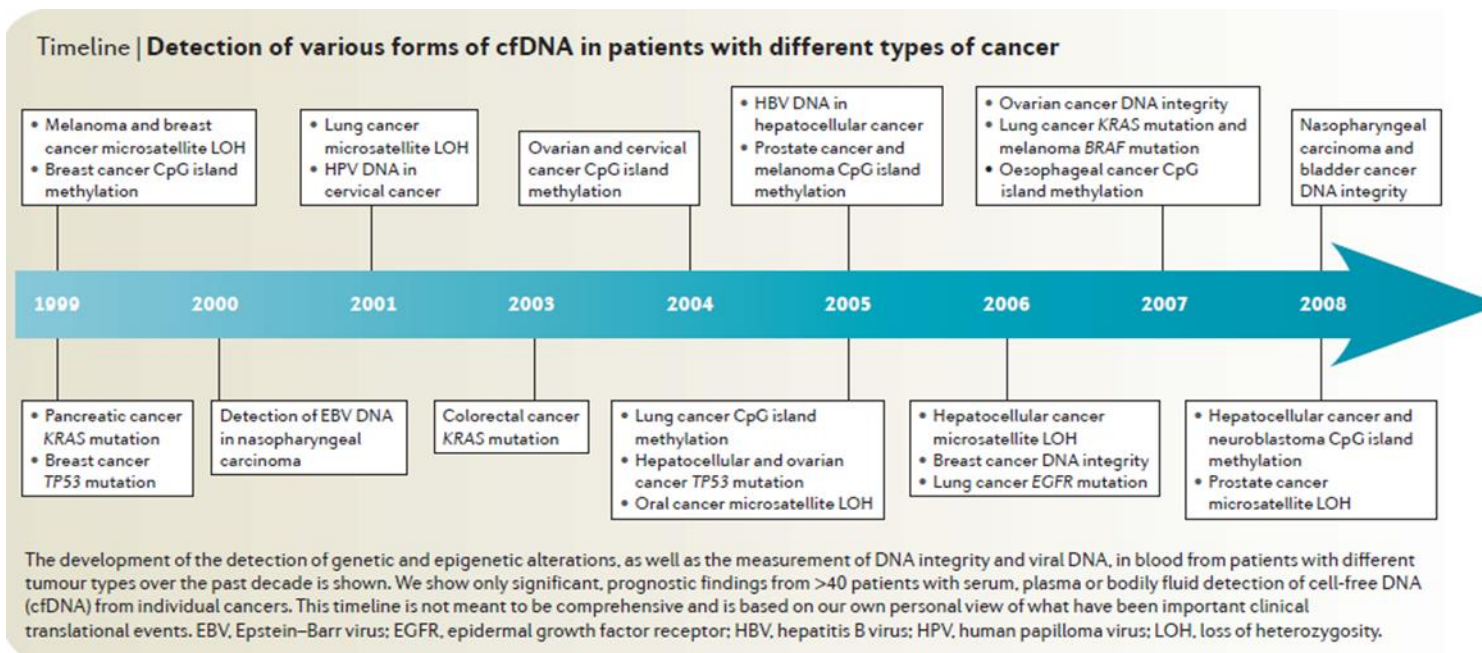 Timeline | Detection of various forms of cfDNA in patients with different types of cancer
• Melanoma and breast
cancer microsatellite LOH
• Breast cancer CpG island
methylation
• Lung cancer
microsatellite LOH
• HPV DNA in
cervical cancer
Ovarian and cervical
cancer CpG island
methylation
• HBV DNA in
hepatocellular cancer
• Prostate cancer and
melanoma CpG island
methylation
• Ovarian cancer DNA integrity
• Lung cancer KRAS mutation and
melanoma BRAF mutation
• Oesophageal cancer CpG
island methylation
Nasopharyngeal
carcinoma and
bladder cancer
DNA integrity
1999 2000 2001 2003 2004 2005 2006 2007 2008
• Pancreatic cancer
KRAS mutation
• Breast cancer
TP53 mutation
Detection of EBV DNA
in nasopharyngeal
carcinoma
Colorectal cancer
KRAS mutation
• Lung cancer CpG island
methylation
• Hepatocellular and ovarian
cancer TP53 mutation
• Oral cancer microsatellite LOH
• Hepatocellular cancer
microsatellite LOH
• Breast cancer DNA integrity
• Lung cancer EGFR mutation
• Hepatocellular cancer and
neuroblastoma CpG island
methylation
• Prostate cancer
microsatellite LOH
The development of the detection of genetic and epigenetic alterations, as well as the measurement of DNA integrity and viral DNA, in blood from patients with different
tumour types over the past decade is shown. We show only significant, prognostic findings from >40 patients with serum, plasma or bodily fluid detection of cell-free DNA
(cfDNA) from individual cancers. This timeline is not meant to be comprehensive and is based on our own personal view of what have been important clinical
translational events. EBV, Epstein–Barr virus; EGFR, epidermal growth factor receptor; HBV, hepatitis B virus; HPV, human papilloma virus; LOH, loss of heterozygosity.